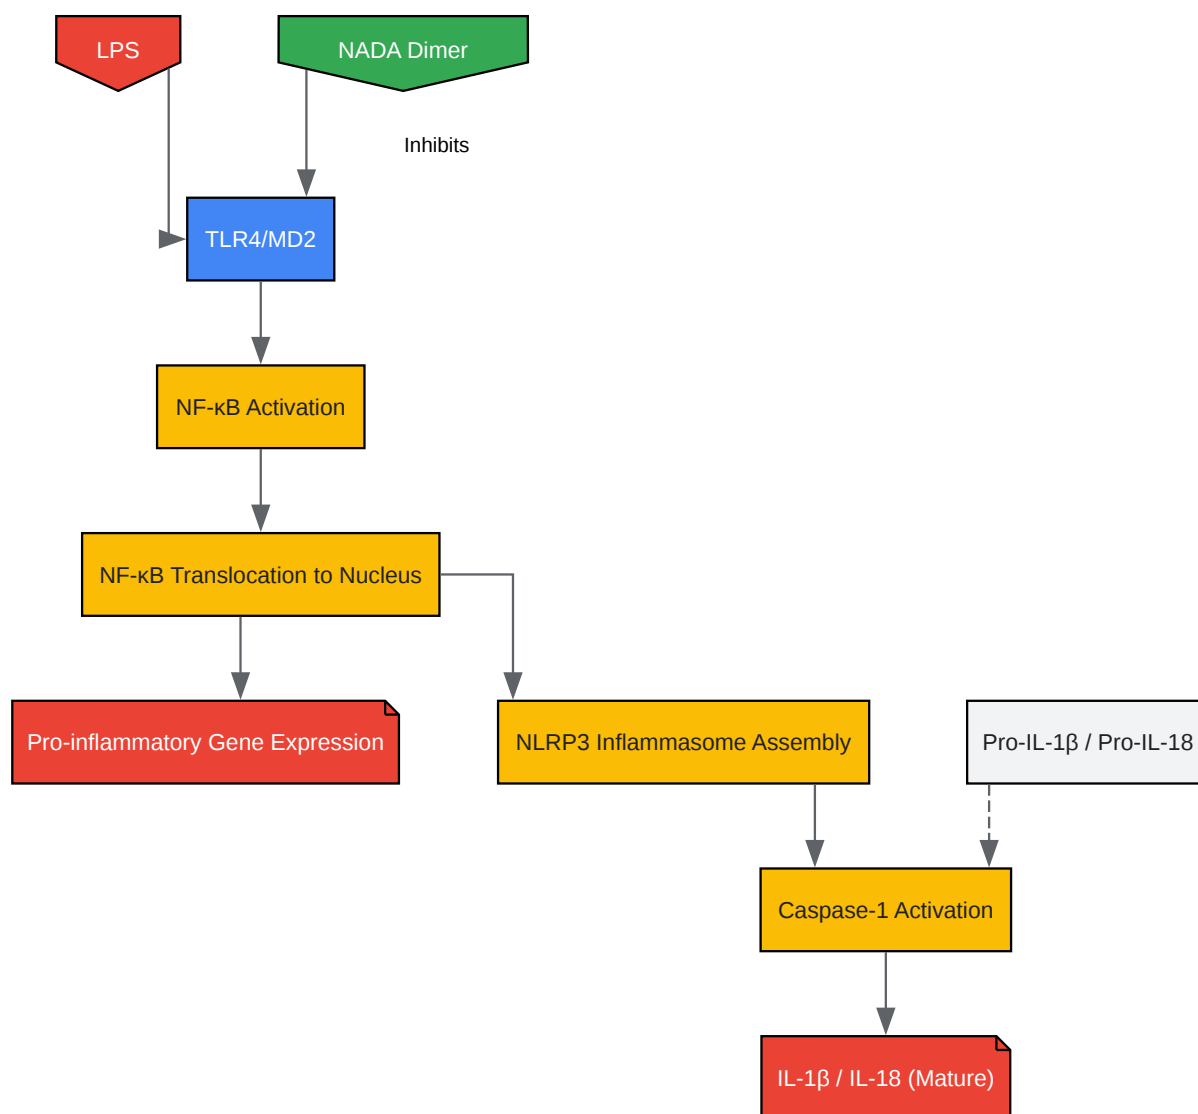 LPS
NADA Dimer
Inhibits
TLR4/MD2
NF-κB Activation
NF-κB Translocation to Nucleus
Pro-inflammatory Gene Expression
NLRP3 Inflammasome Assembly
Pro-IL-1β / Pro-IL-18
Caspase-1 Activation
IL-1β / IL-18 (Mature)